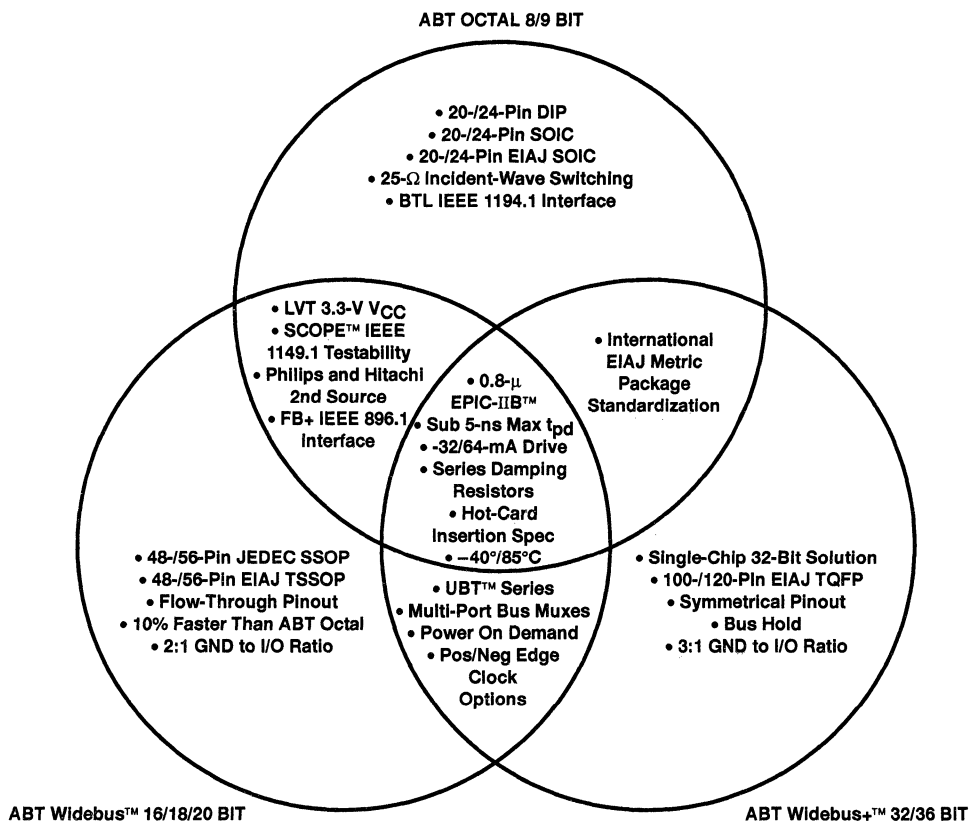 ABT OCTAL 8/9 BIT
• 20-/24-Pin DIP
• 20-/24-Pin SOIC
• 20-/24-Pin EIAJ SOIC
• 25-Ω Incident-Wave Switching
• BTL IEEE 1194.1 Interface
• LVT 3.3-V VCC
• SCOPE™ IEEE
1149.1 Testability
• Philips and Hitachi
2nd Source
• FB+ IEEE 896.1
Interface
• International
EIAJ Metric
Package
Standardization
• 0.8-μ
EPIC-IIB™
• Sub 5-ns Max tpd
• -32/64-mA Drive
• Series Damping
Resistors
• Hot-Card
Insertion Spec
• –40°/85°C
• 48-/56-Pin JEDEC SSOP
• 48-/56-Pin EIAJ TSSOP
• Flow-Through Pinout
• 10% Faster Than ABT Octal
• 2:1 GND to I/O Ratio
• UBT™ Series
• Multi-Port Bus Muxes
• Power On Demand
• Pos/Neg Edge
Clock
Options
• Single-Chip 32-Bit Solution
• 100-/120-Pin EIAJ TQFP
• Symmetrical Pinout
• Bus Hold
• 3:1 GND to I/O Ratio
ABT Widebus™ 16/18/20 BIT
ABT Widebus+™ 32/36 BIT